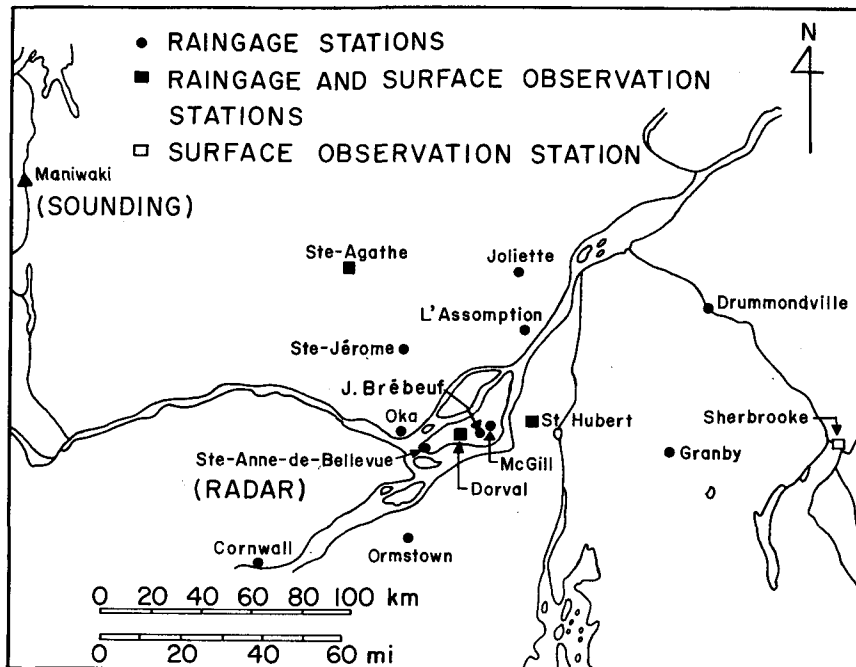 RAINGAGE STATIONS
N
RAINGAGE AND SURFACE OBSERVATION
STATIONS
SURFACE OBSERVATION STATION
Maniwaki
(SOUNDING)
Ste-Agathe
Joliette
L'Assomption
Drummondville
Ste-Jérome
J. Brébeuf
Oka
St Hubert
Sherbrooke
Ste-Anne-de-Bellevue
McGill
Granby
(RADAR)
Dorval
Cornwall
Ormstown
0 20 40 60 80 100 km
0 20 40 60 mi